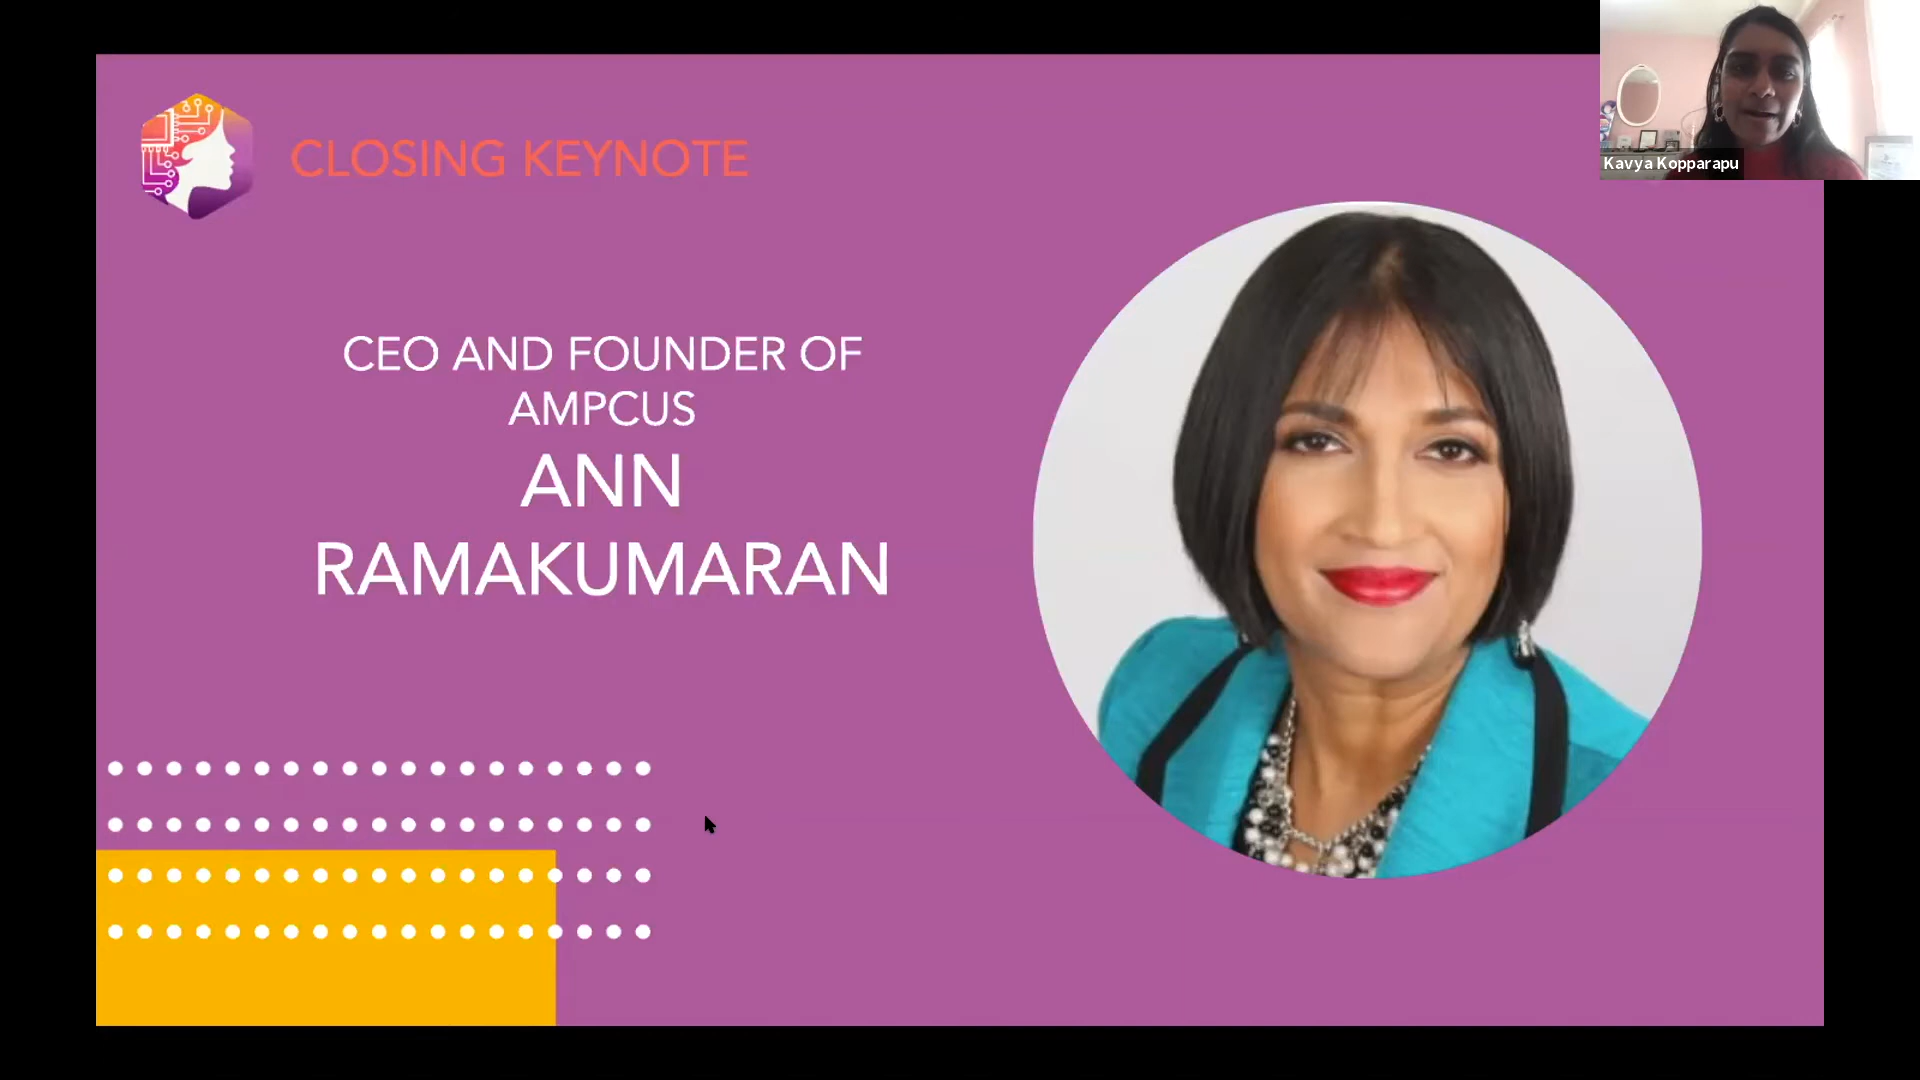 CLOSING KEYNOTE
CEO AND FOUNDER OF
AMPCUS
ANN
RAMAKUMARAN
Kavya Kopparapu